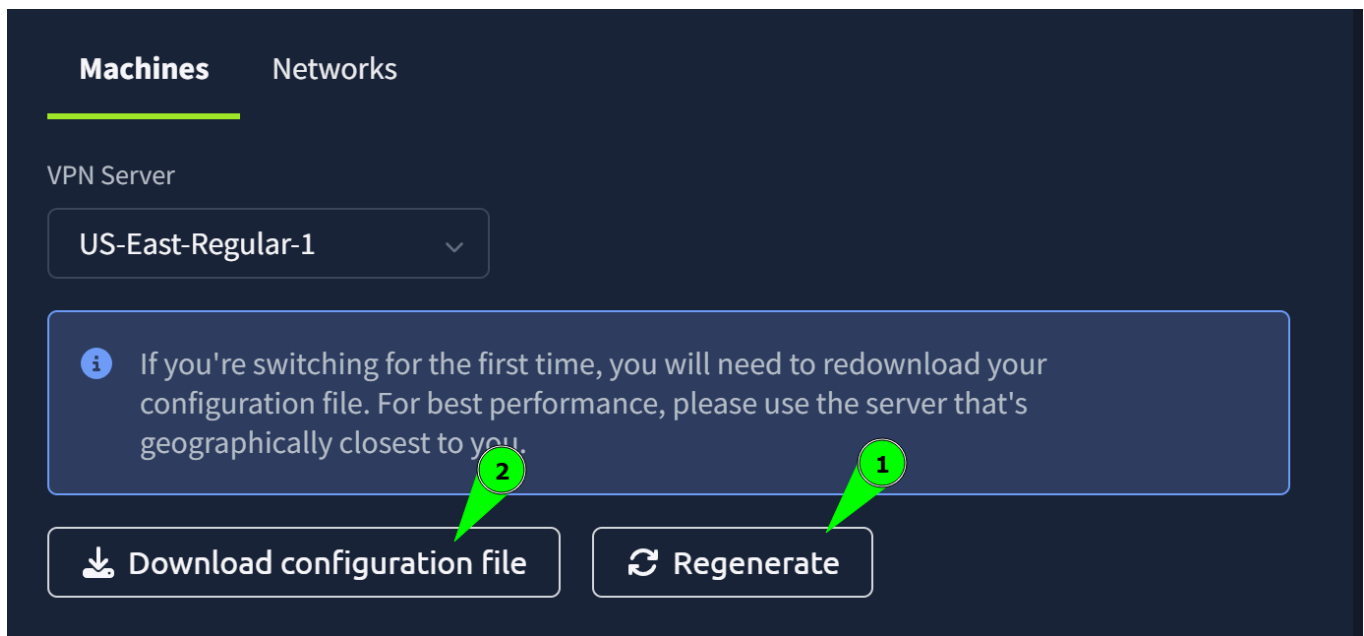 Machines Networks
VPN Server
US-East-Regular-1
If you're switching for the first time, you will need to redownload your
configuration file. For best performance, please use the server that's
geographically closest to you.
2 1
Download configuration file Regenerate